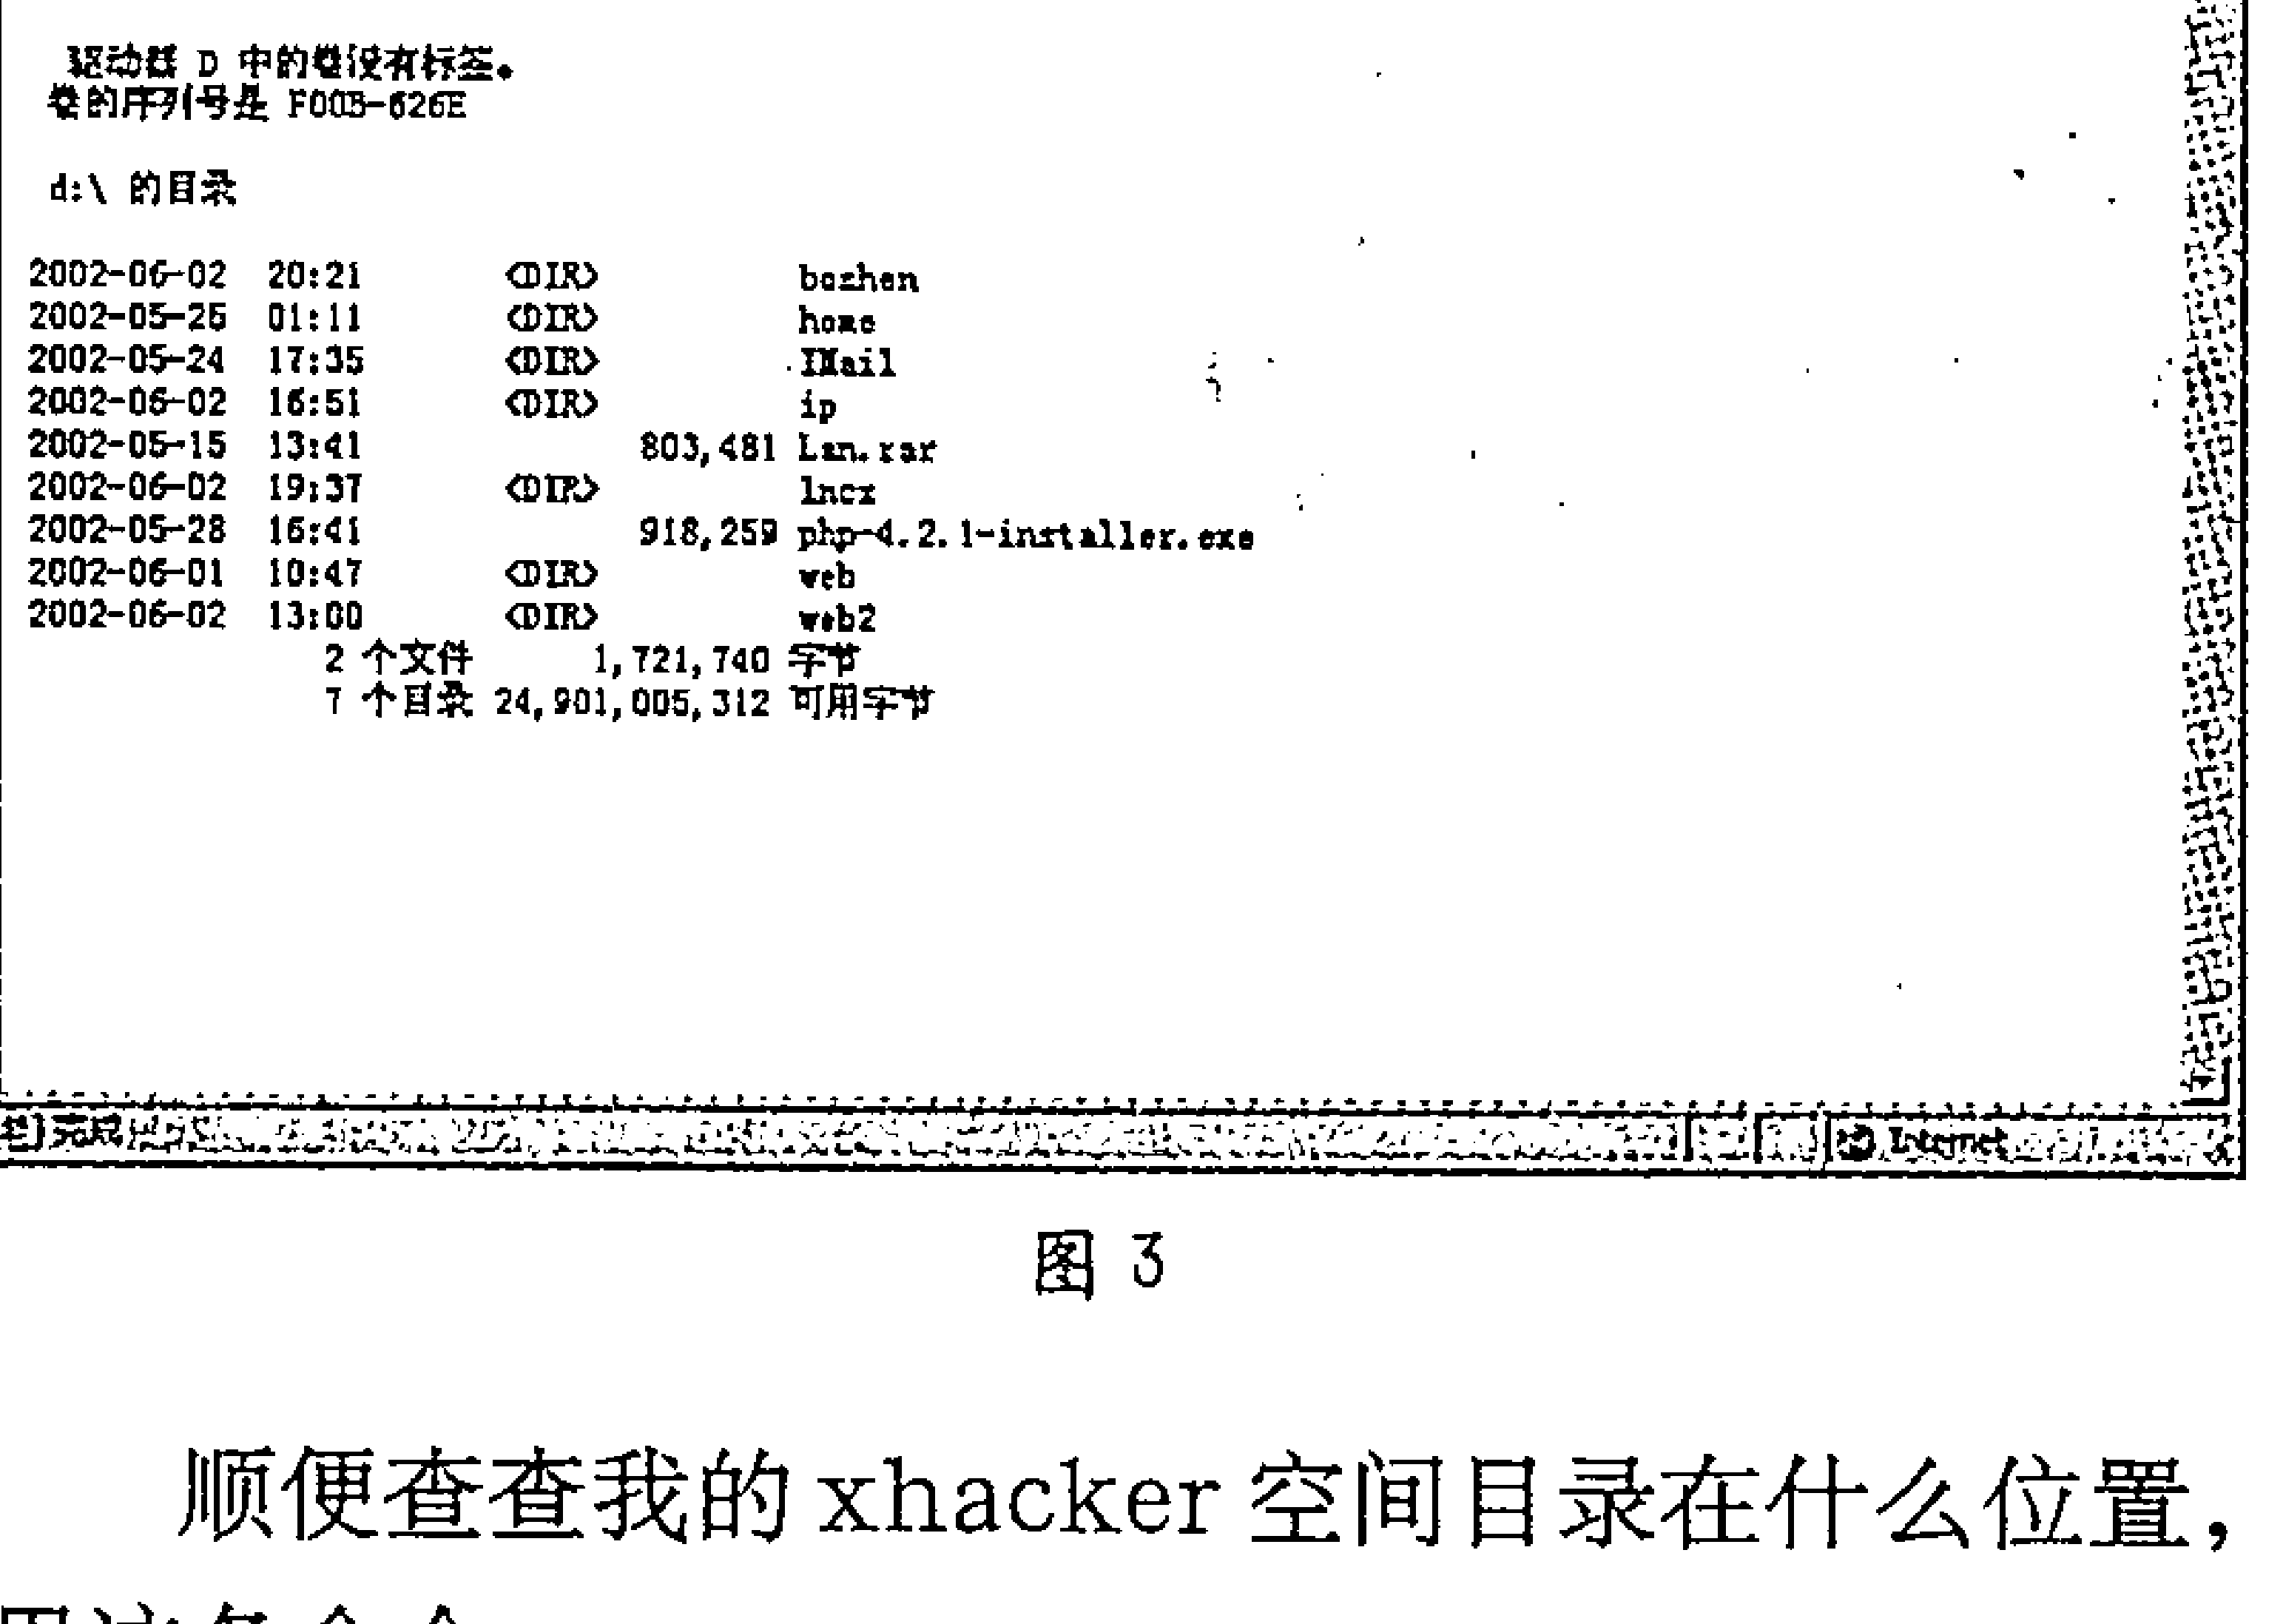 驱动器 D 中的卷没有标签。
卷的序列号是 F00B-626E
d:\ 的目录
2002-06-02 20:21 <DIR> bozhen
2002-05-25 01:11 <DIR> home
2002-05-24 17:35 <DIR> IMail
2002-06-02 16:51 <DIR> ip
2002-05-15 13:41 803,481 Lan.rar
2002-06-02 19:37 <DIR> lncz
2002-05-28 16:41 918,259 php-4.2.1-installer.exe
2002-06-01 10:47 <DIR> web
2002-06-02 13:00 <DIR> web2
2 个文件 1,721,740 字节
7 个目录 24,901,005,312 可用字节
完成 Internet
图 3
顺便查查我的 xhacker 空间目录在什么位置,